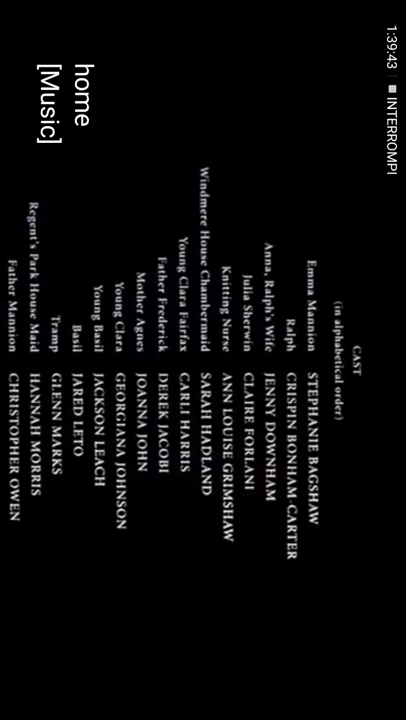 1:39:43 INTERROMPI
CAST
(in alphabetical order)
Emma Mannion STEPHANIE BAGSHAW
Ralph CRISPIN BONHAM-CARTER
Anna, Ralph's Wife JENNY DOWNHAM
Julia Sherwin CLAIRE FORLANI
Knitting Nurse ANN LOUISE GRIMSHAW
Windmere House Chambermaid SARAH HADLAND
Young Clara Fairfax CARLI HARRIS
Father Frederick DEREK JACOBI
Mother Agnes JOANNA JOHN
Young Clara GEORGIANA JOHNSON
Young Basil JACKSON LEACH
Basil JARED LETO
Tramp GLENN MARKS
Regent's Park House Maid HANNAH MORRIS
Father Mannion CHRISTOPHER OWEN
home
[Music]